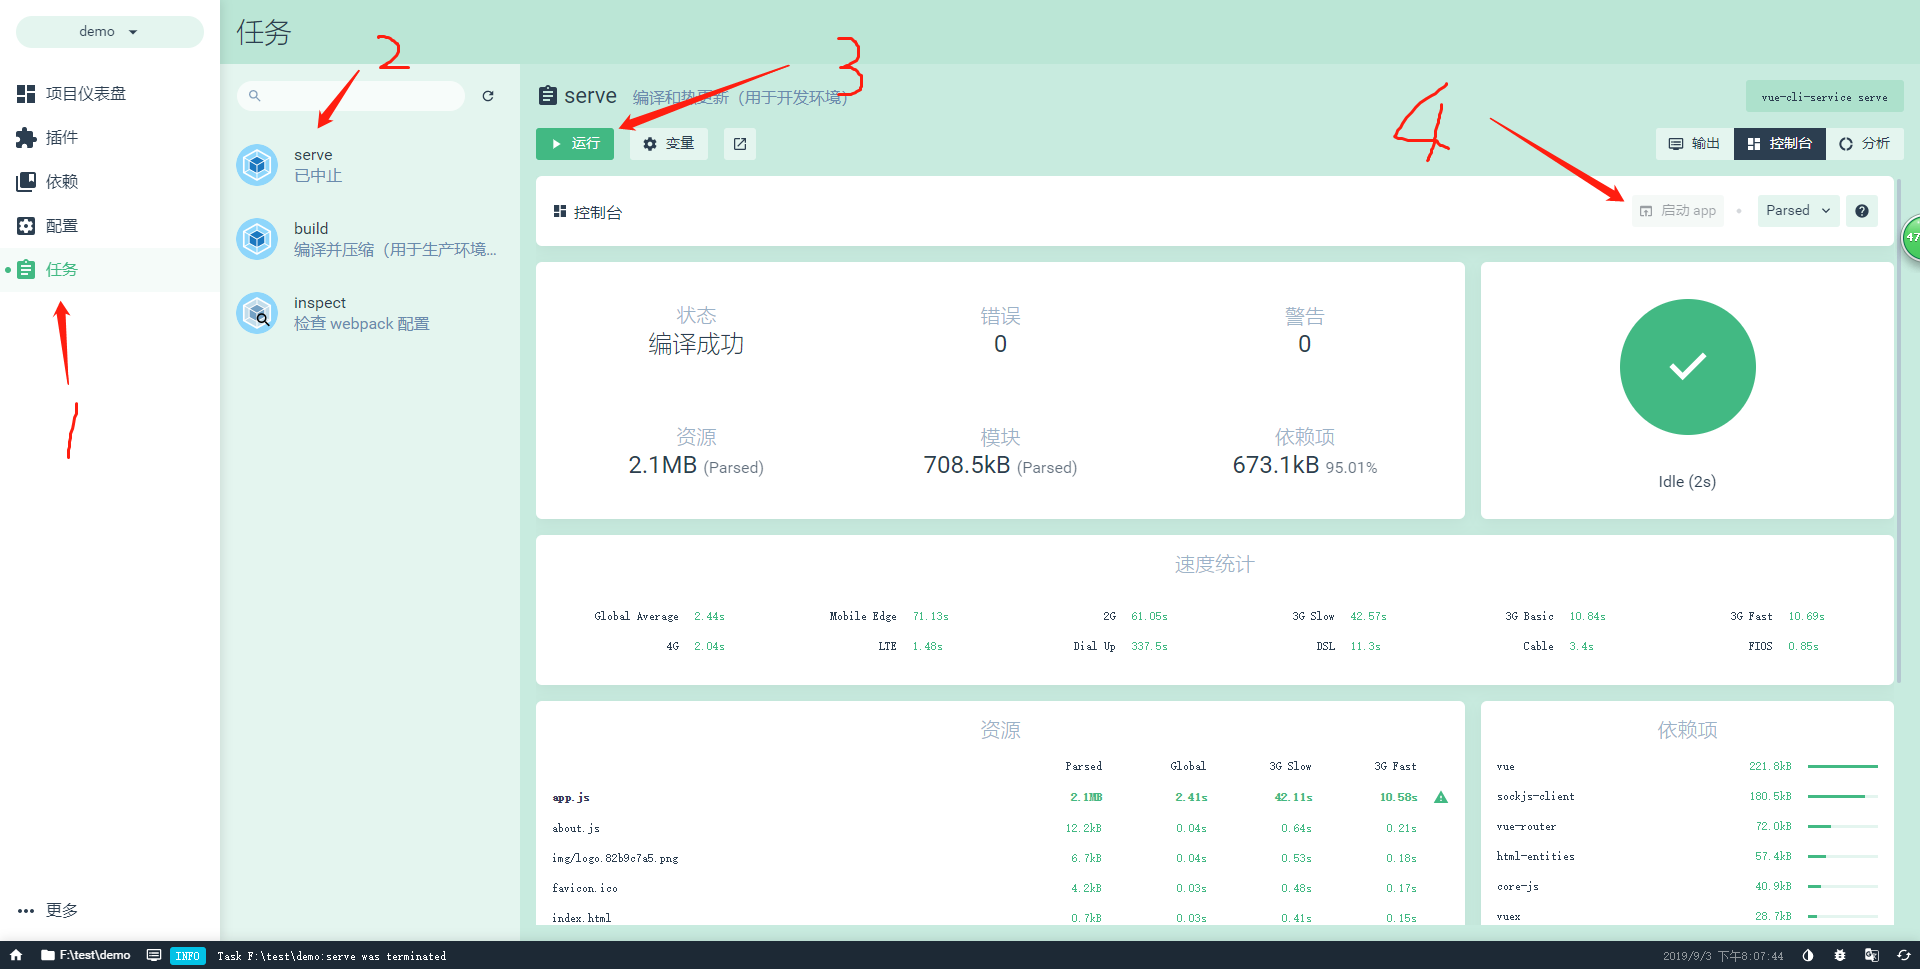 demo
任务
项目仪表盘
插件
依赖
配置
任务
更多
serve
已中止
build
编译并压缩（用于生产环境...
inspect
检查 webpack 配置
1
2
3
4
serve 编译和热更新（用于开发环境）
vue-cli-service serve
运行 变量
输出 控制台 分析
控制台
启动 app Parsed
47
状态 错误 警告
编译成功 0 0
资源 模块 依赖项
2.1MB (Parsed) 708.5kB (Parsed) 673.1kB 95.01%
Idle (2s)
速度统计
Global Average 2.44s Mobile Edge 71.13s 2G 61.05s 3G Slow 42.57s 3G Basic 10.84s 3G Fast 10.69s
4G 2.04s LTE 1.48s Dial Up 337.5s DSL 11.3s Cable 3.4s FIOS 0.85s
资源
Parsed Global 3G Slow 3G Fast
app.js 2.1MB 2.41s 42.11s 10.58s
about.js 12.2kB 0.04s 0.64s 0.21s
img/logo.82b9c7a5.png 6.7kB 0.04s 0.53s 0.18s
favicon.ico 4.2kB 0.03s 0.48s 0.17s
index.html 0.7kB 0.03s 0.41s 0.15s
依赖项
vue 221.8kB
sockjs-client 180.5kB
vue-router 72.0kB
html-entities 57.4kB
core-js 40.9kB
vuex 28.7kB
F:\test\demo INFO Task F:\test\demo:serve was terminated 2019/9/3 下午8:07:44